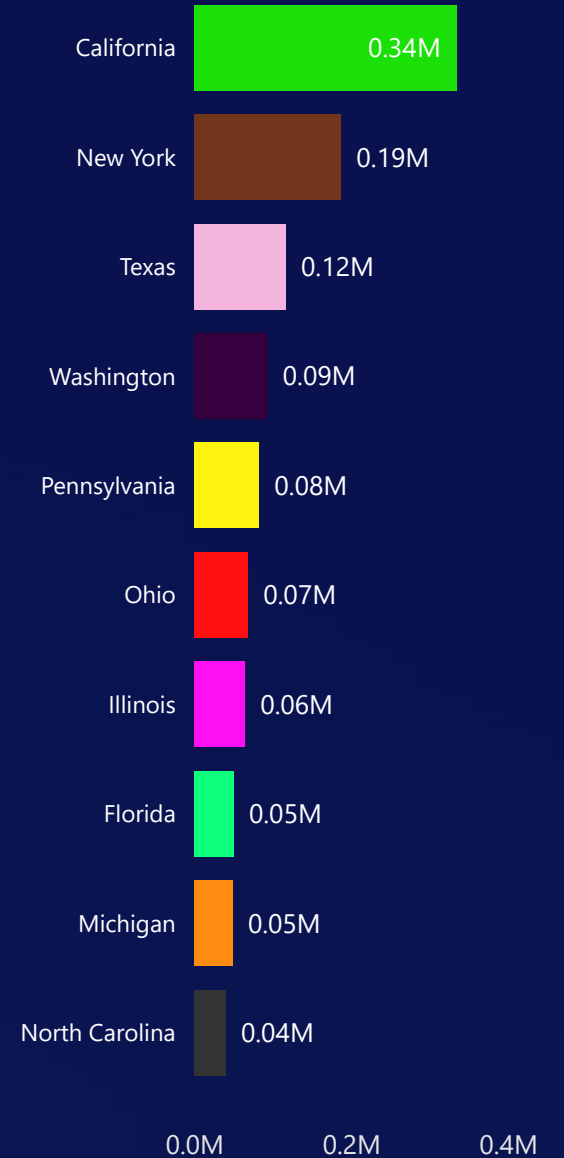 California 0.34M
New York 0.19M
Texas 0.12M
Washington 0.09M
Pennsylvania 0.08M
Ohio 0.07M
Illinois 0.06M
Florida 0.05M
Michigan 0.05M
North Carolina 0.04M
0.0M 0.2M 0.4M